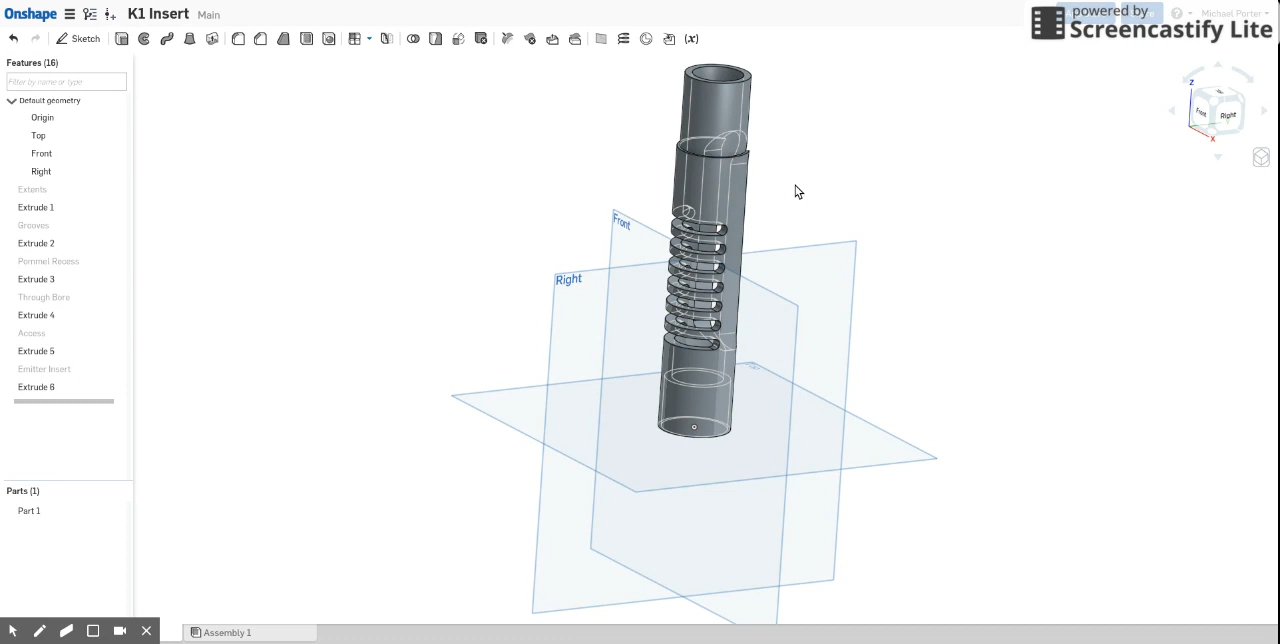 Onshape K1 Insert Main
Michael Porter
powered by
Screencastify Lite
Sketch
(x)
Features (16)
Filter by name or type
Default geometry
Origin
Top
Front
Right
Extents
Extrude 1
Grooves
Extrude 2
Pommel Recess
Extrude 3
Through Bore
Extrude 4
Access
Extrude 5
Emitter Insert
Extrude 6
Parts (1)
Part 1
Front
Right
Z
Front
Right
X
Assembly 1